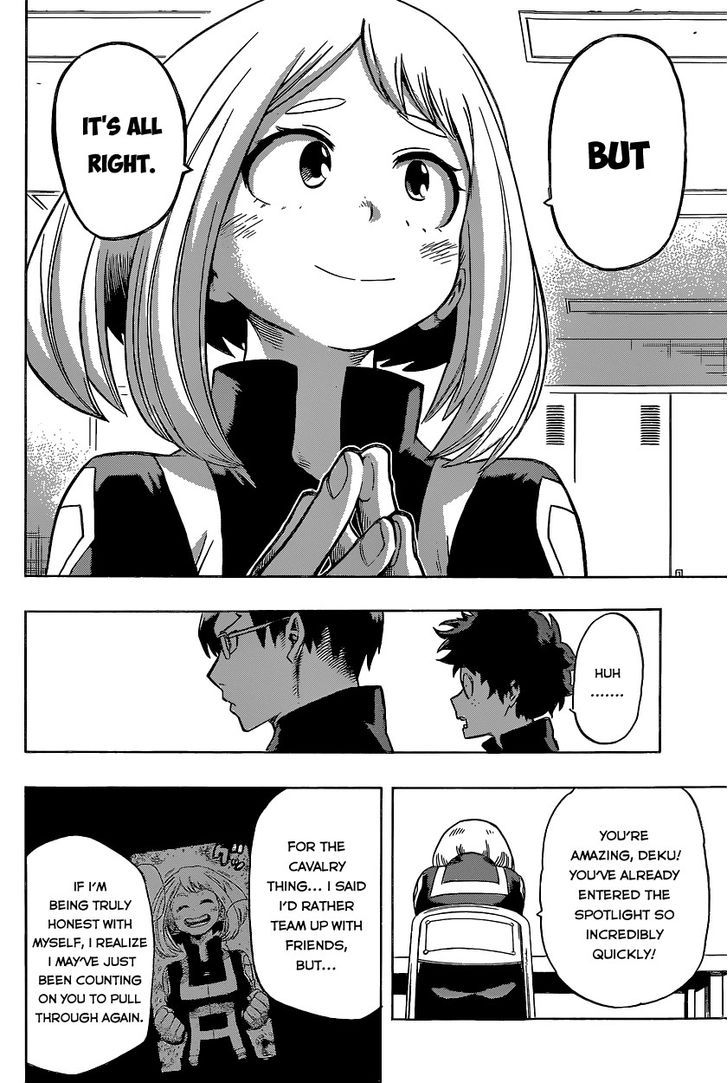 BUT
IT'S ALL
RIGHT.
HUH
.......
YOU'RE
AMAZING, DEKU!
YOU'VE ALREADY
ENTERED THE
SPOTLIGHT SO
INCREDIBLY
QUICKLY!
FOR THE
CAVALRY
THING... I SAID
I'D RATHER
TEAM UP WITH
FRIENDS,
BUT...
IF I'M
BEING TRULY
HONEST WITH
MYSELF, I REALIZE
I MAY'VE JUST
BEEN COUNTING
ON YOU TO PULL
THROUGH AGAIN.